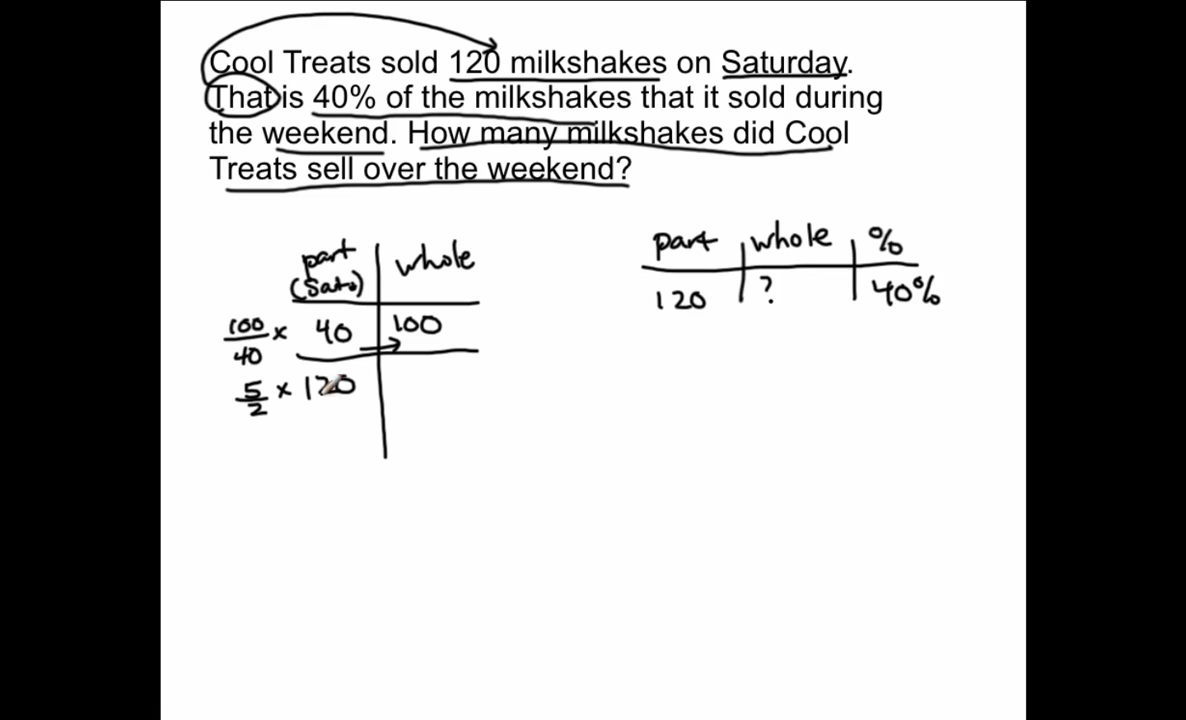 Cool Treats sold 120 milkshakes on Saturday.
That is 40% of the milkshakes that it sold during
the weekend. How many milkshakes did Cool
Treats sell over the weekend?
part whole
(Sat.)
100/40 × 40 100
5/2 × 120
part whole %
120 ? 40%